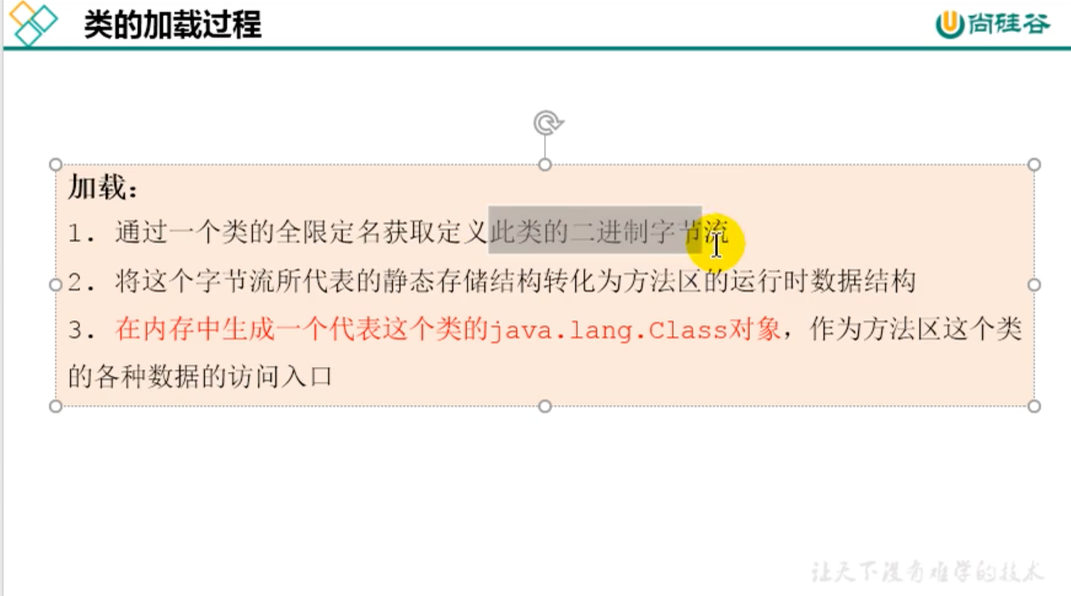 类的加载过程
尚硅谷
加载：
1. 通过一个类的全限定名获取定义此类的二进制字节流
2. 将这个字节流所代表的静态存储结构转化为方法区的运行时数据结构
3. 在内存中生成一个代表这个类的java.lang.Class对象，作为方法区这个类
的各种数据的访问入口
让天下没有难学的技术